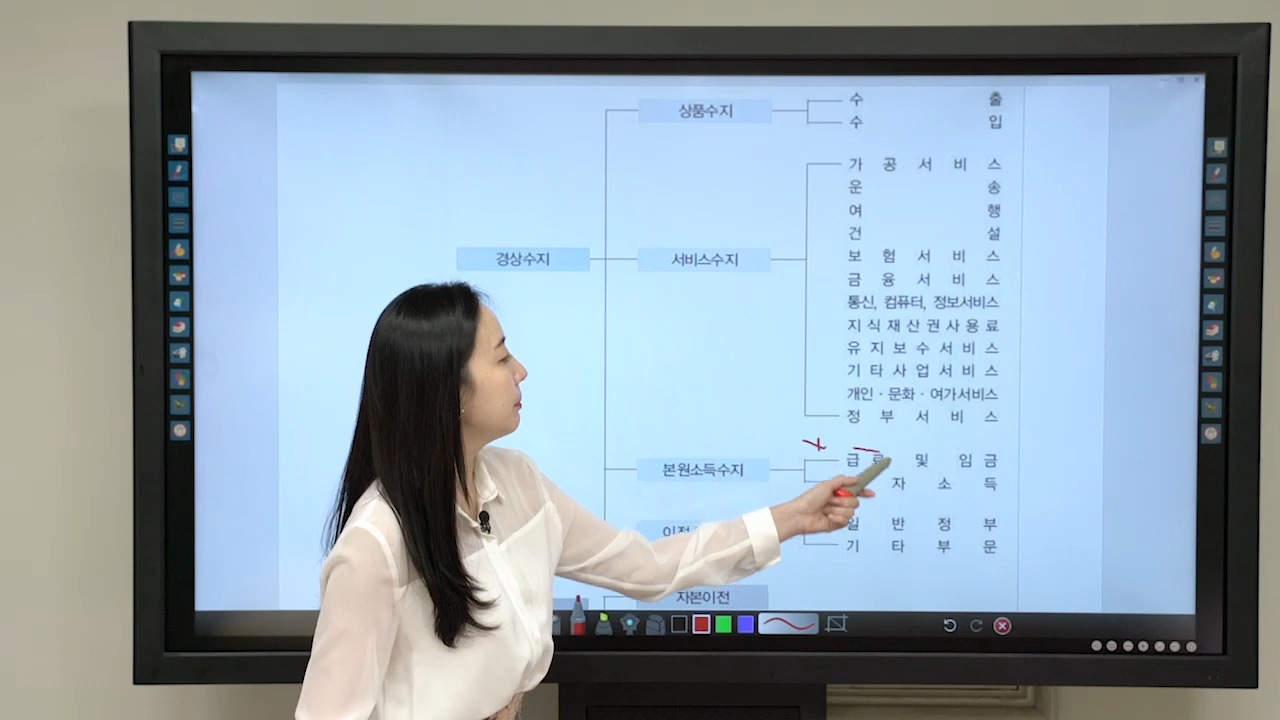 상품수지
수 출
수 입
가 공 서 비 스
운 송
여 행
건 설
경상수지
서비스수지
보 험 서 비 스
금 융 서 비 스
통신, 컴퓨터, 정보서비스
지 식 재 산 권 사 용 료
유 지 보 수 서 비 스
기 타 사 업 서 비 스
개인 · 문화 · 여가서비스
정 부 서 비 스
본원소득수지
급 및 임 금
자 소 득
일 반 정 부
기 타 부 문
자본이전